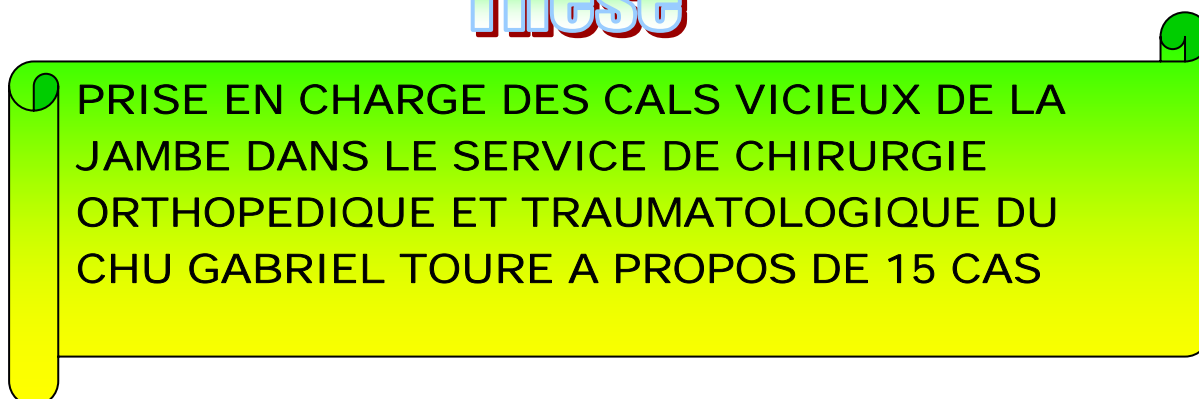 Thèse
PRISE EN CHARGE DES CALS VICIEUX DE LA
JAMBE DANS LE SERVICE DE CHIRURGIE
ORTHOPEDIQUE ET TRAUMATOLOGIQUE DU
CHU GABRIEL TOURE A PROPOS DE 15 CAS